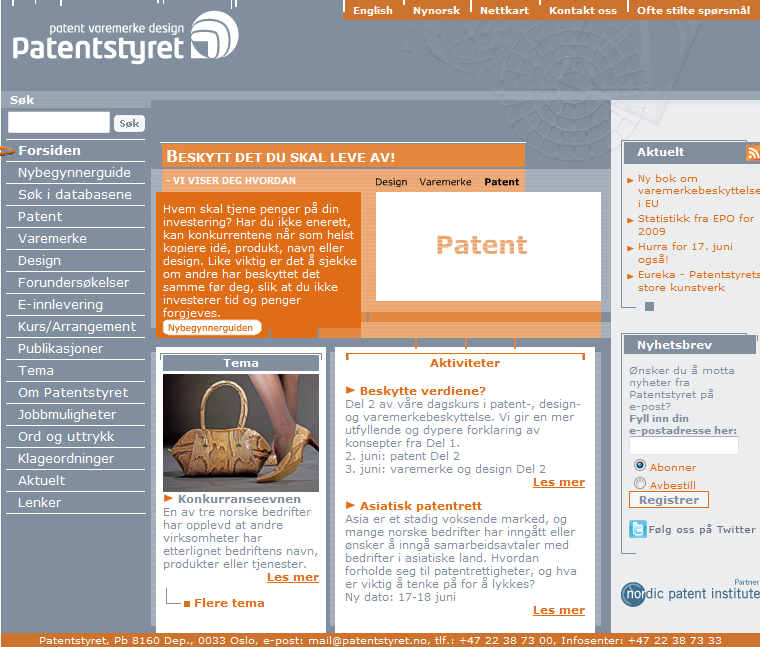 English
Nynorsk
Nettkart
Kontakt oss
Ofte stilte spørsmål
patent varemerke design
Patentstyret
Søk
Søk
Forsiden
Nybegynnerguide
Søk i databasene
Patent
Varemerke
Design
Forundersøkelser
E-innlevering
Kurs/Arrangement
Publikasjoner
Tema
Om Patentstyret
Jobbmuligheter
Ord og uttrykk
Klageordninger
Aktuelt
Lenker
BESKYTT DET DU SKAL LEVE AV!
- VI VISER DEG HVORDAN
Design
Varemerke
Patent
Hvem skal tjene penger på din
investering? Har du ikke enerett,
kan konkurrentene når som helst
kopiere idé, produkt, navn eller
design. Like viktig er det å sjekke
om andre har beskyttet det
samme før deg, slik at du ikke
investerer tid og penger
forgjeves.
Nybegynnerguiden
Patent
Tema
Konkurranseevnen
En av tre norske bedrifter
har opplevd at andre
virksomheter har
etterlignet bedriftens navn,
produkter eller tjenester.
Les mer
Flere tema
Aktiviteter
Beskytte verdiene?
Del 2 av våre dagskurs i patent-, design-
og varemerkebeskyttelse. Vi gir en mer
utfyllende og dypere forklaring av
konsepter fra Del 1.
2. juni: patent Del 2
3. juni: varemerke og design Del 2
Les mer
Asiatisk patentrett
Asia er et stadig voksende marked, og
mange norske bedrifter har inngått eller
ønsker å inngå samarbeidsavtaler med
bedrifter i asiatiske land. Hvordan
forholde seg til patentrettigheter, og hva
er viktig å tenke på for å lykkes?
Ny dato: 17-18 juni
Les mer
Aktuelt
Ny bok om
varemerkebeskyttelse
i EU
Statistikk fra EPO for
2009
Hurra for 17. juni
også!
Eureka - Patentstyrets
store kunstverk
Nyhetsbrev
Ønsker du å motta
nyheter fra
Patentstyret på
e-post?
Fyll inn din
e-postadresse her:
Abonner
Avbestill
Registrer
Følg oss på Twitter
Partner
nordic patent institute
Patentstyret, Pb 8160 Dep., 0033 Oslo, e-post: mail@patentstyret.no, tlf.: +47 22 38 73 00, Infosenter: +47 22 38 73 33